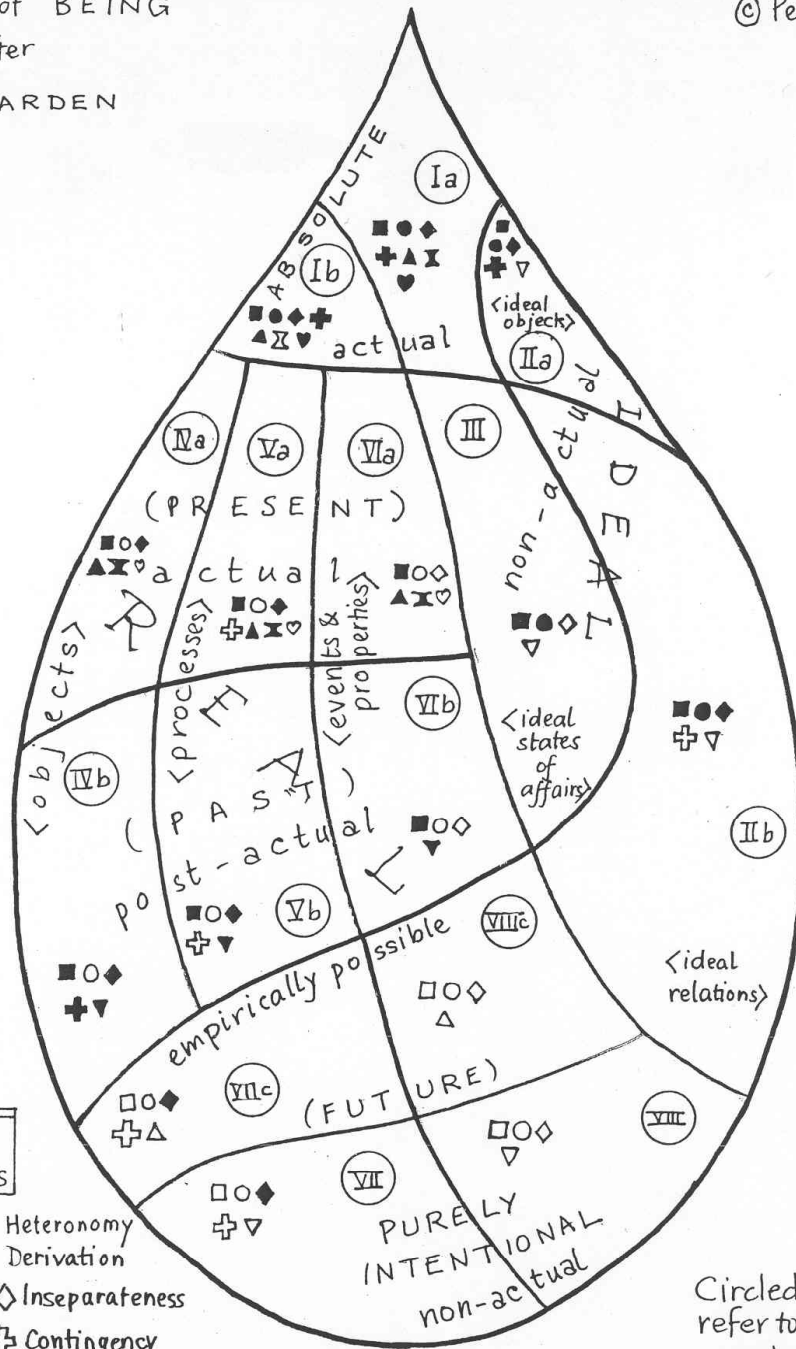 of BEING
© Pe
ter
ARDEN
ABSOLUTE
Ia
Ib
actual
<ideal
objects>
IIa
IDEAL
non-actual
IVa
Va
VIa
III
(PRESENT)
actual
REAL
<objects>
<processes>
<events &
properties>
VIb
<ideal
states
of
affairs>
IVb
(PAST)
post-actual
IIb
Vb
VIIIc
empirically possible
<ideal
relations>
VIIc
(FUTURE)
VIII
VII
S
Heteronomy
Derivation
PURELY
INTENTIONAL
non-actual
Inseparateness
Contingency
Circled
refer to